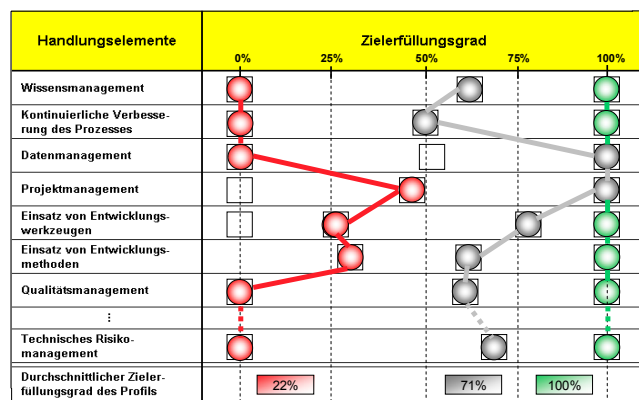 Handlungselemente
Zielerfüllungsgrad
0%
25%
50%
75%
100%
Wissensmanagement
Kontinuierliche Verbesse-
rung des Prozesses
Datenmanagement
Projektmanagement
Einsatz von Entwicklungs-
werkzeugen
Einsatz von Entwicklungs-
methoden
Qualitätsmanagement
⋮
Technisches Risiko-
management
Durchschnittlicher Zieler-
füllungsgrad des Profils
22%
71%
100%